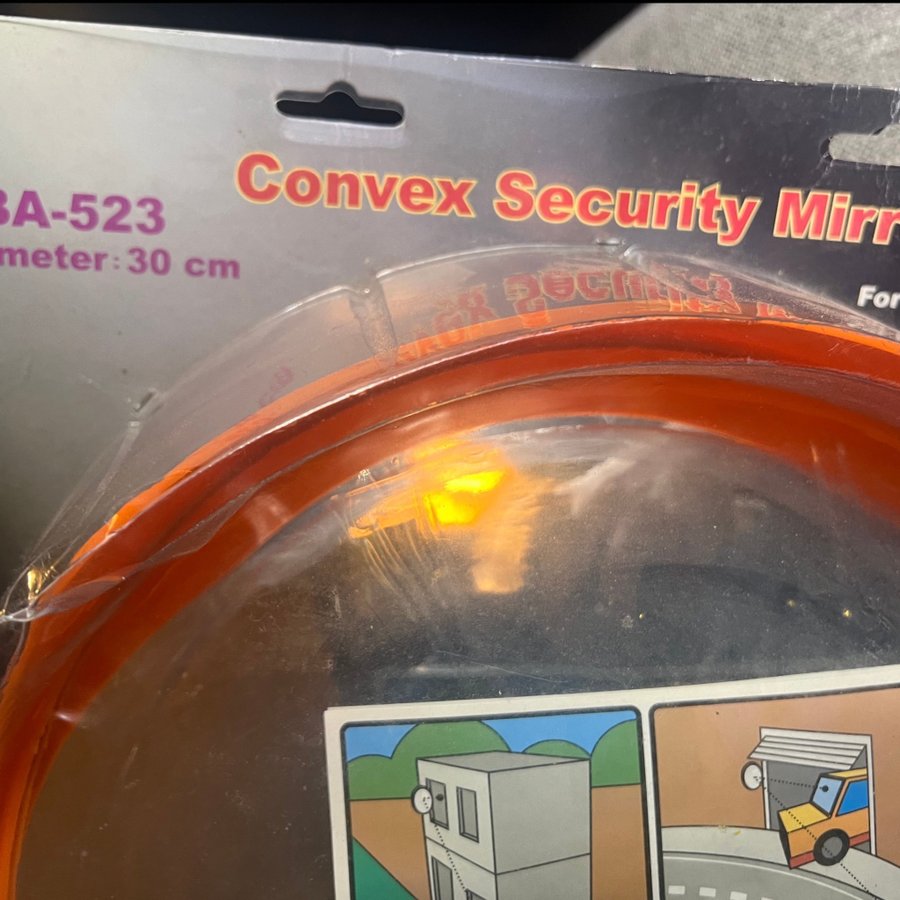 Convex Security Mirr
BA-523
meter: 30 cm
For